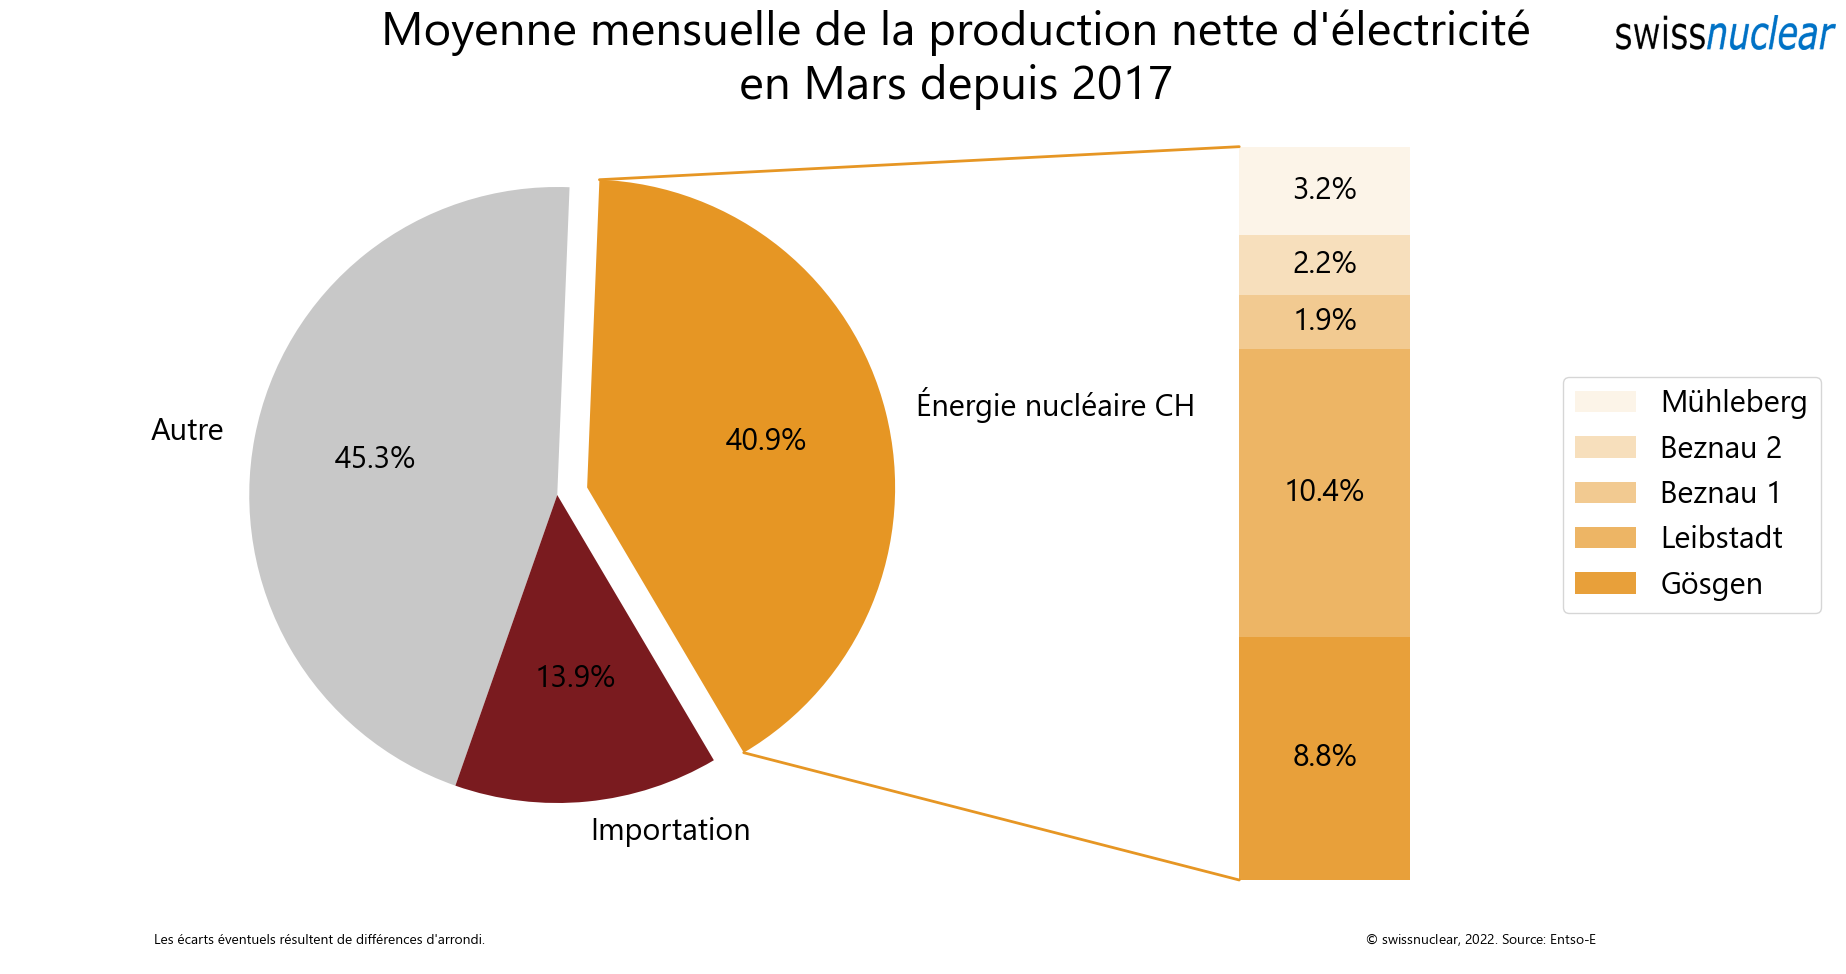 Moyenne mensuelle de la production nette d'électricité
en Mars depuis 2017
swissnuclear
3.2%
2.2%
1.9%
10.4%
8.8%
Autre
45.3%
40.9%
Énergie nucléaire CH
13.9%
Importation
Mühleberg
Beznau 2
Beznau 1
Leibstadt
Gösgen
Les écarts éventuels résultent de différences d'arrondi.
© swissnuclear, 2022. Source: Entso-E